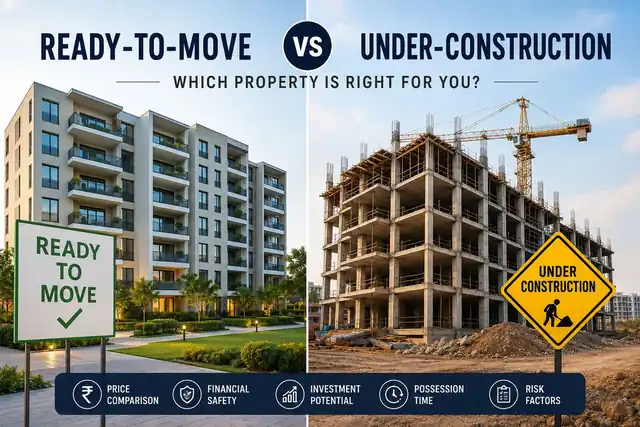 READY-TO-MOVE VS UNDER-CONSTRUCTION
WHICH PROPERTY IS RIGHT FOR YOU?
READY
TO
MOVE
UNDER
CONSTRUCTION
₹ PRICE
COMPARISON
FINANCIAL
SAFETY
INVESTMENT
POTENTIAL
POSSESSION
TIME
RISK
FACTORS